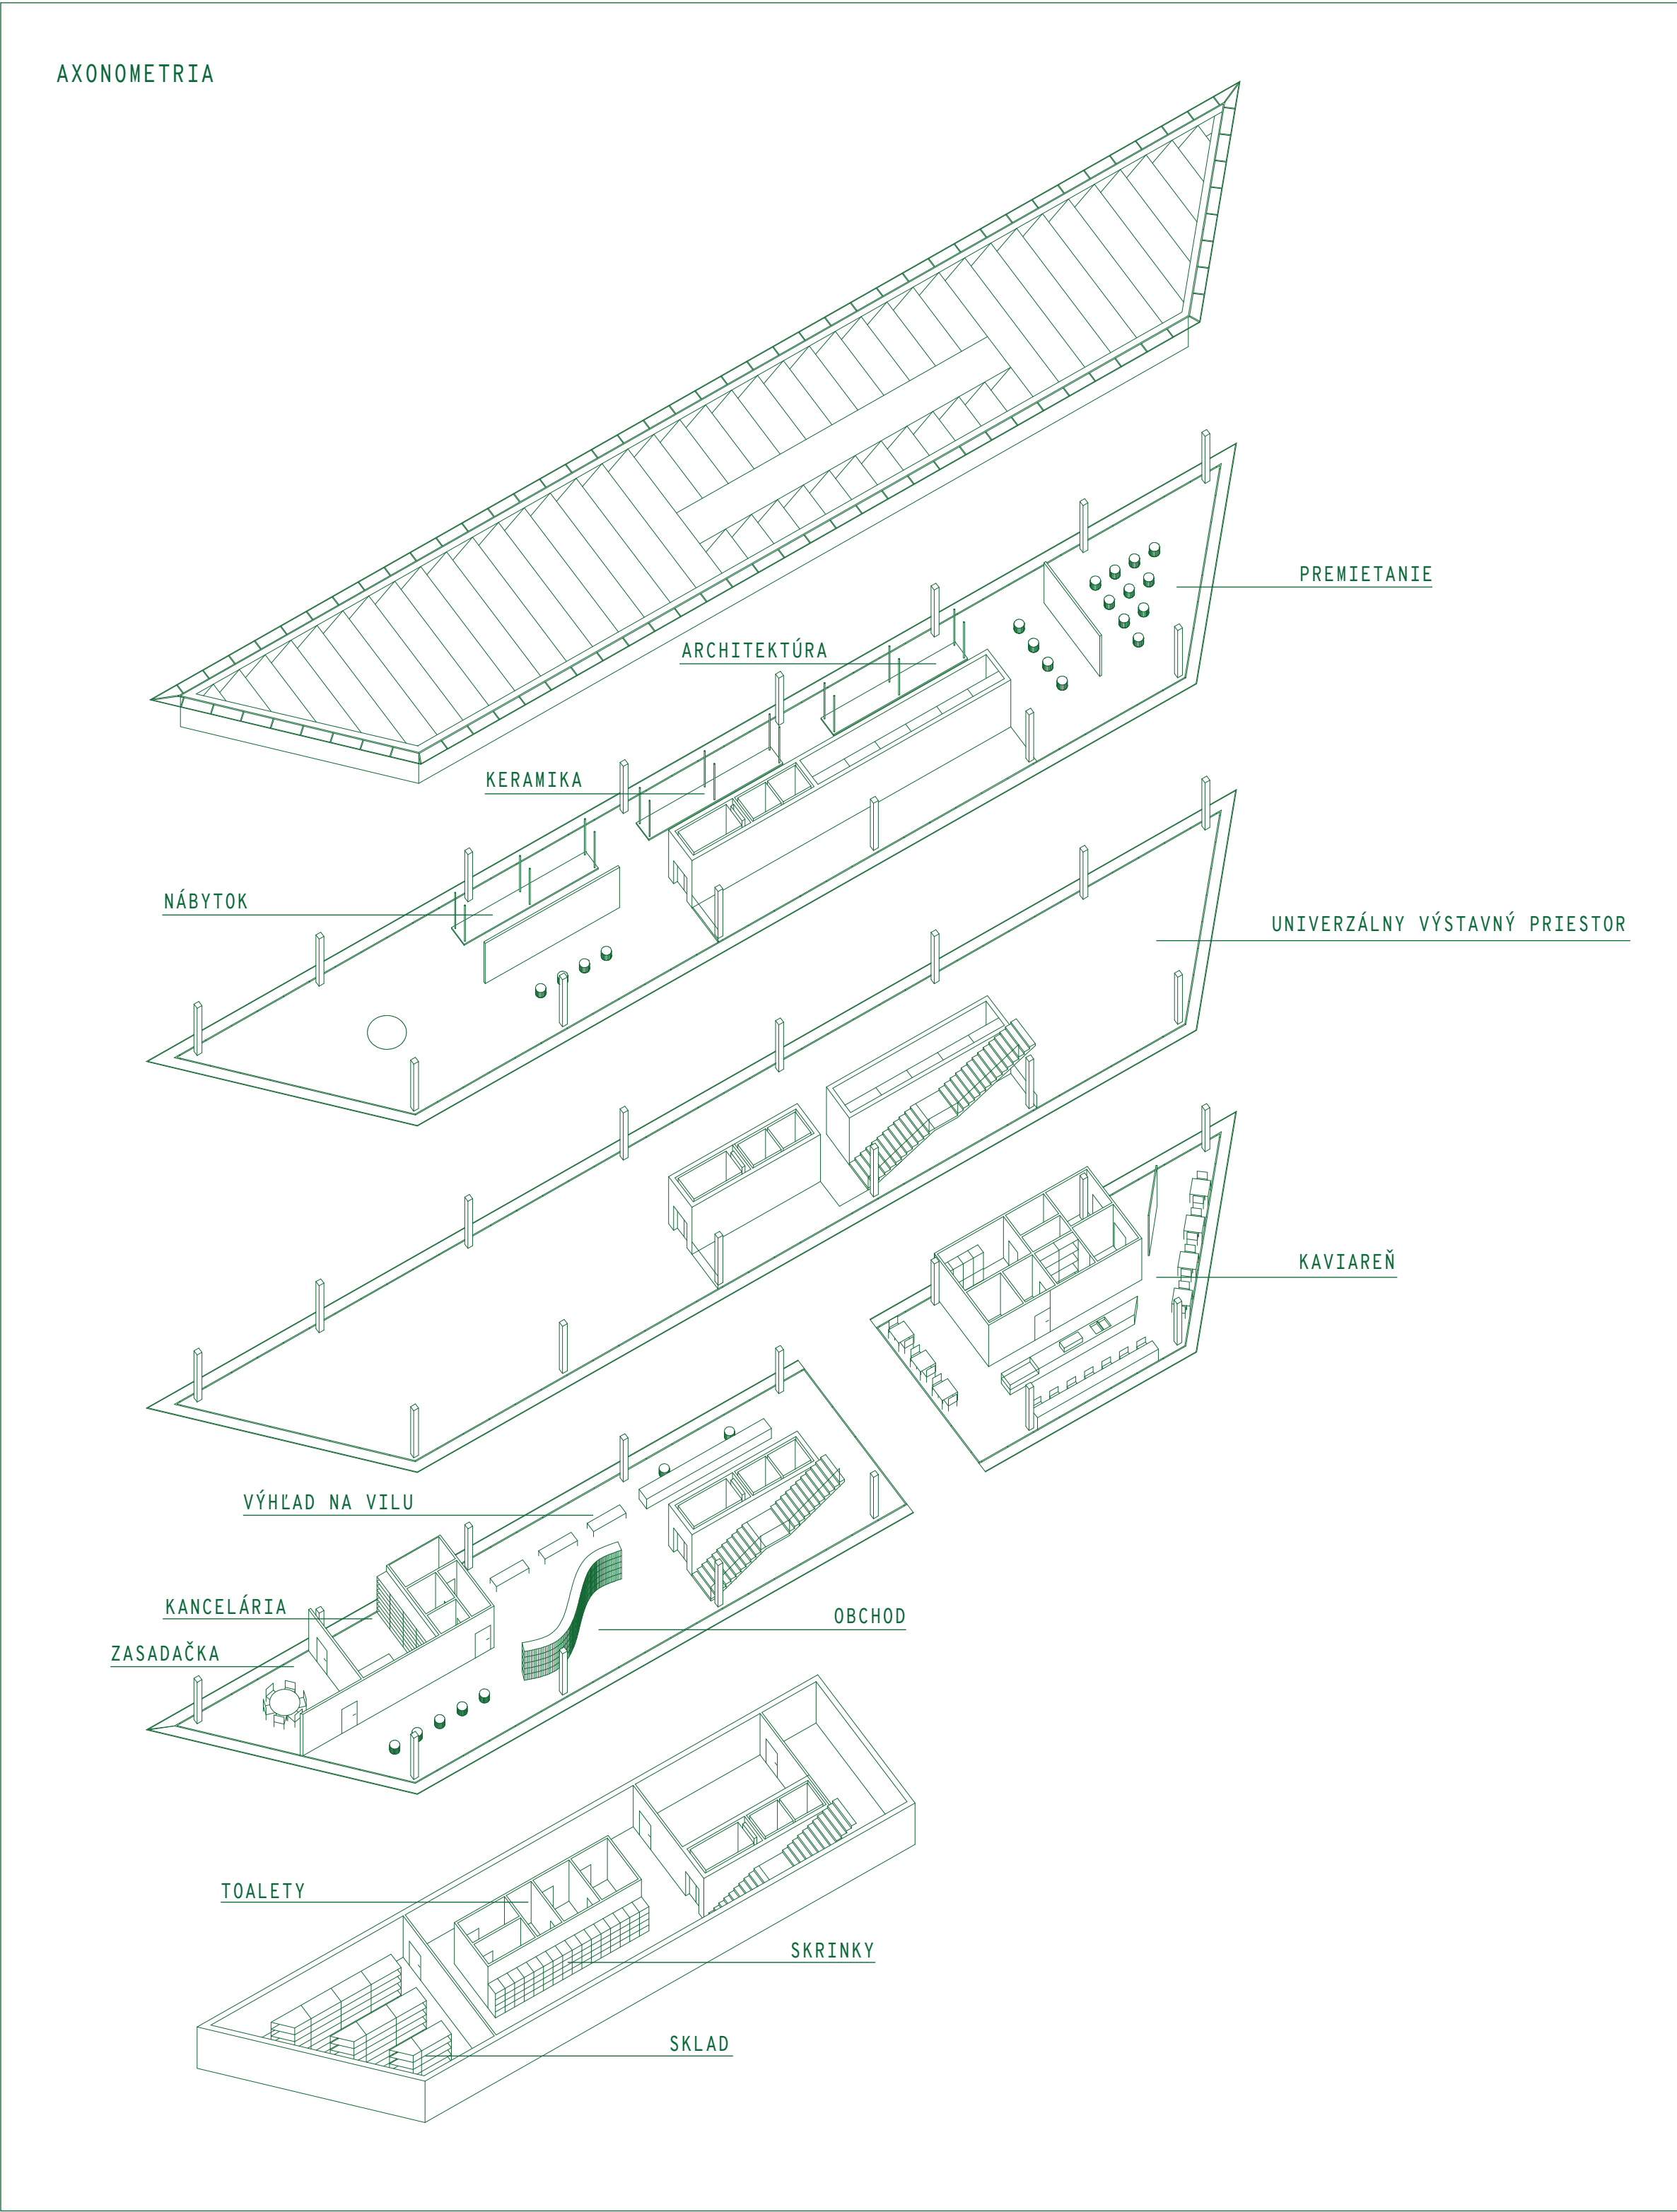 AXONOMETRIA
PREMIETANIE
ARCHITEKTÚRA
KERAMIKA
NÁBYTOK
UNIVERZÁLNY VÝSTAVNÝ PRIESTOR
KAVIAREŇ
VÝHĽAD NA VILU
KANCELÁRIA
OBCHOD
ZASADAČKA
TOALETY
SKRINKY
SKLAD